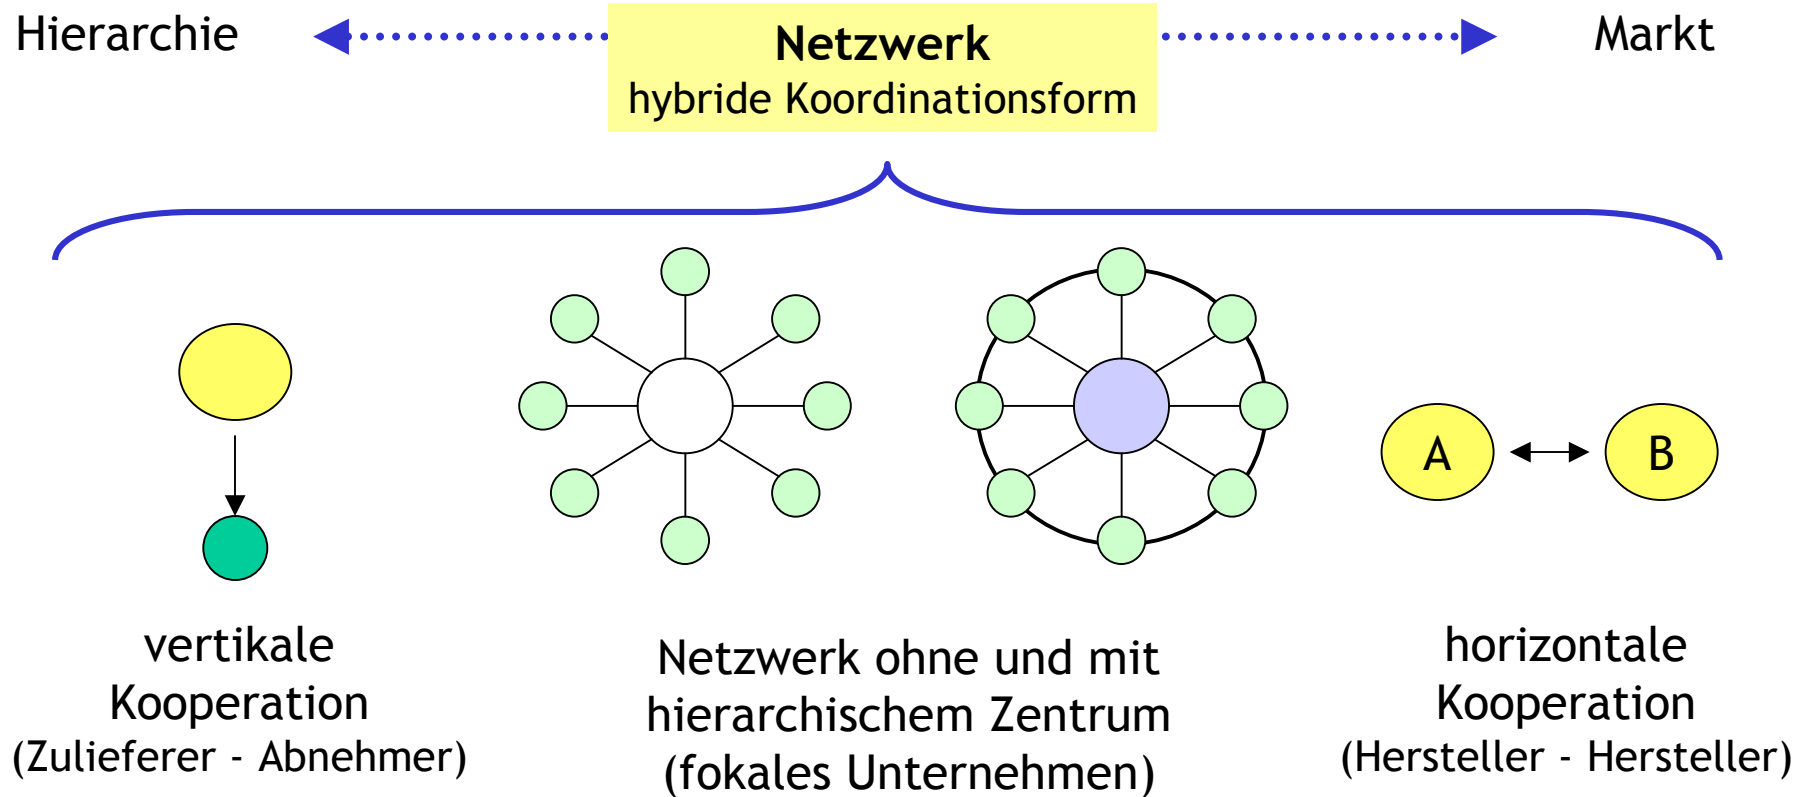 Hierarchie
Netzwerk
hybride Koordinationsform
Markt
A
B
vertikale
Kooperation
(Zulieferer - Abnehmer)
Netzwerk ohne und mit
hierarchischem Zentrum
(fokales Unternehmen)
horizontale
Kooperation
(Hersteller - Hersteller)